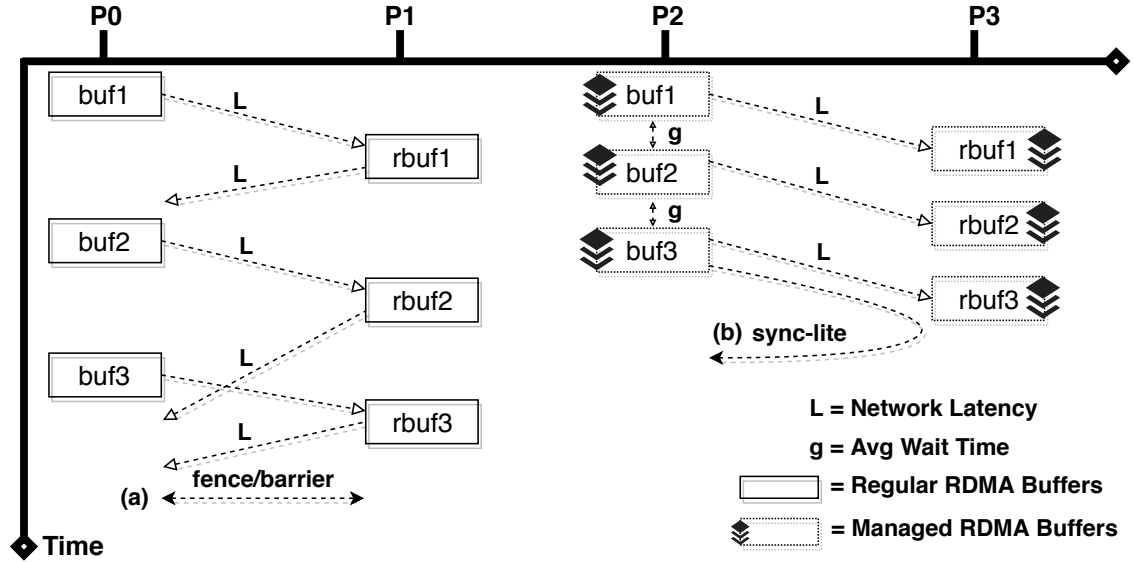 P0
P1
P2
P3
buf1
L
rbuf1
L
buf2
L
rbuf2
L
buf3
rbuf3
L
fence/barrier
(a)
Time
buf1
L
g
rbuf1
buf2
L
g
rbuf2
buf3
L
rbuf3
(b) sync-lite
L = Network Latency
g = Avg Wait Time
= Regular RDMA Buffers
= Managed RDMA Buffers